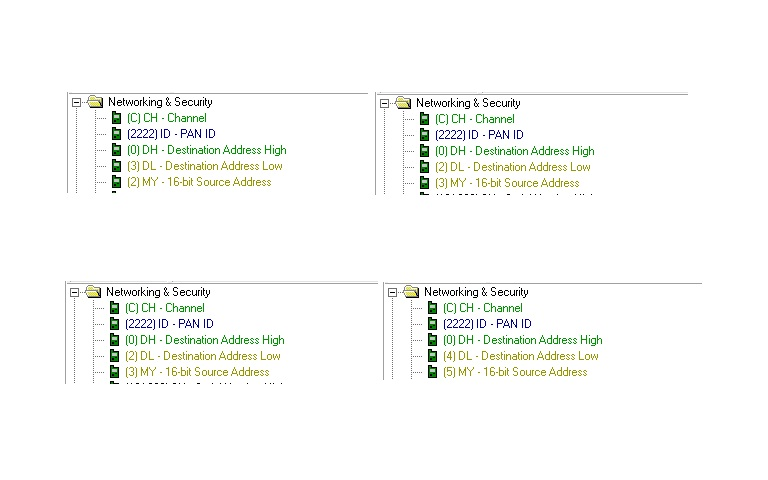 Networking & Security
(C) CH - Channel
(2222) ID - PAN ID
(0) DH - Destination Address High
(3) DL - Destination Address Low
(2) MY - 16-bit Source Address
Networking & Security
(C) CH - Channel
(2222) ID - PAN ID
(0) DH - Destination Address High
(2) DL - Destination Address Low
(3) MY - 16-bit Source Address
Networking & Security
(C) CH - Channel
(2222) ID - PAN ID
(0) DH - Destination Address High
(2) DL - Destination Address Low
(3) MY - 16-bit Source Address
Networking & Security
(C) CH - Channel
(2222) ID - PAN ID
(0) DH - Destination Address High
(4) DL - Destination Address Low
(5) MY - 16-bit Source Address